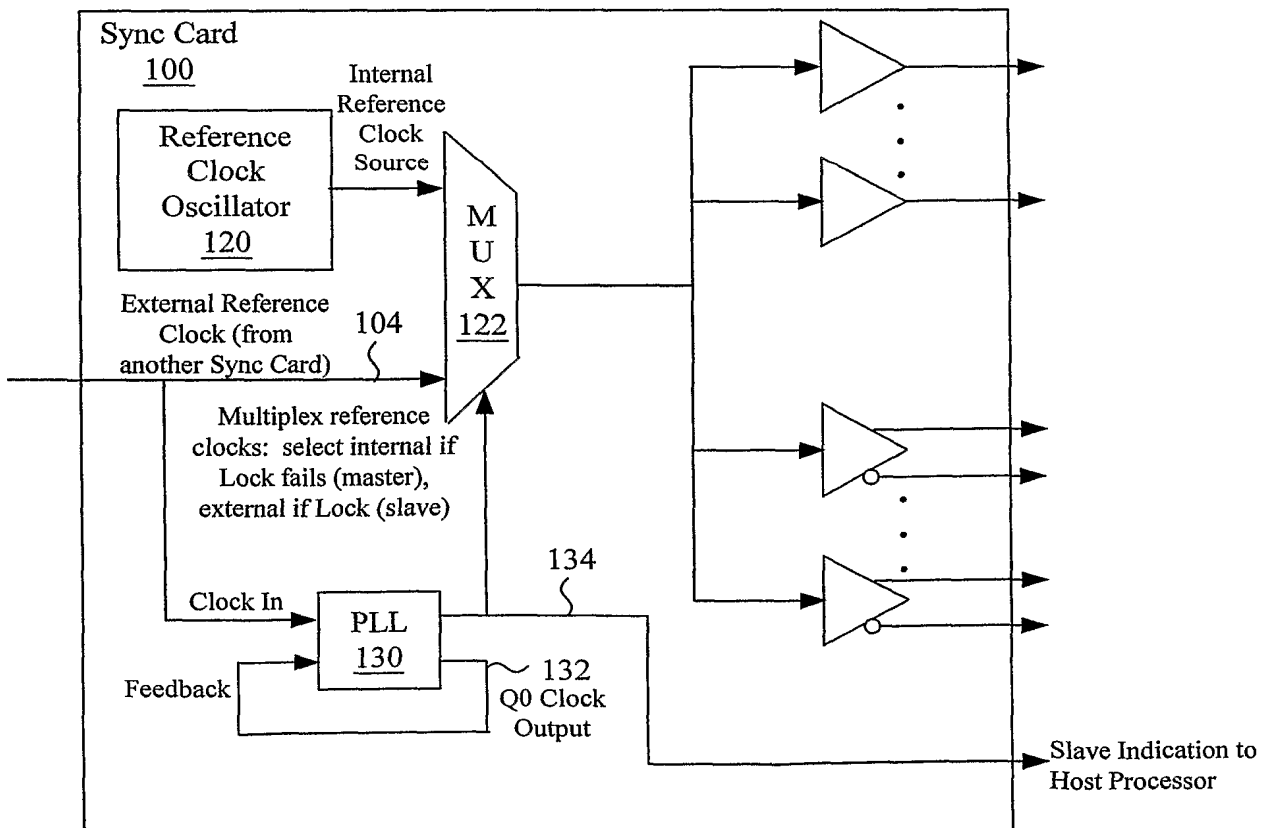 Sync Card
100
Internal
Reference
Clock
Source
Reference
Clock
Oscillator
120
M
U
X
122
External Reference
Clock (from
another Sync Card)
104
Multiplex reference
clocks: select internal if
Lock fails (master),
external if Lock (slave)
134
Clock In
PLL
130
132
Feedback
Q0 Clock
Output
Slave Indication to
Host Processor